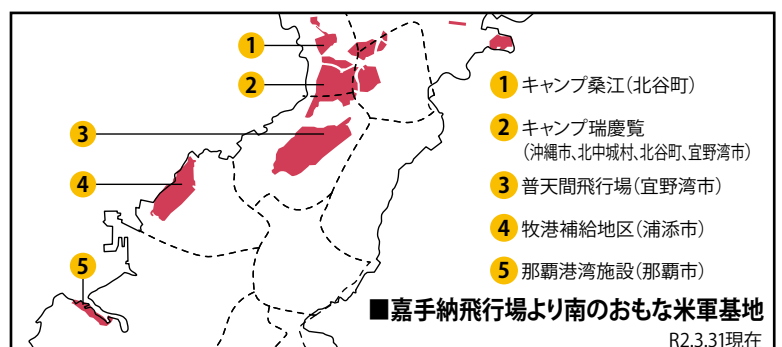 1
2
3
4
5
1 キャンプ桑江(北谷町)
2 キャンプ瑞慶覧
(沖縄市、北中城村、北谷町、宜野湾市)
3 普天間飛行場(宜野湾市)
4 牧港補給地区(浦添市)
5 那覇港湾施設(那覇市)
■嘉手納飛行場より南のおもな米軍基地
R2.3.31現在